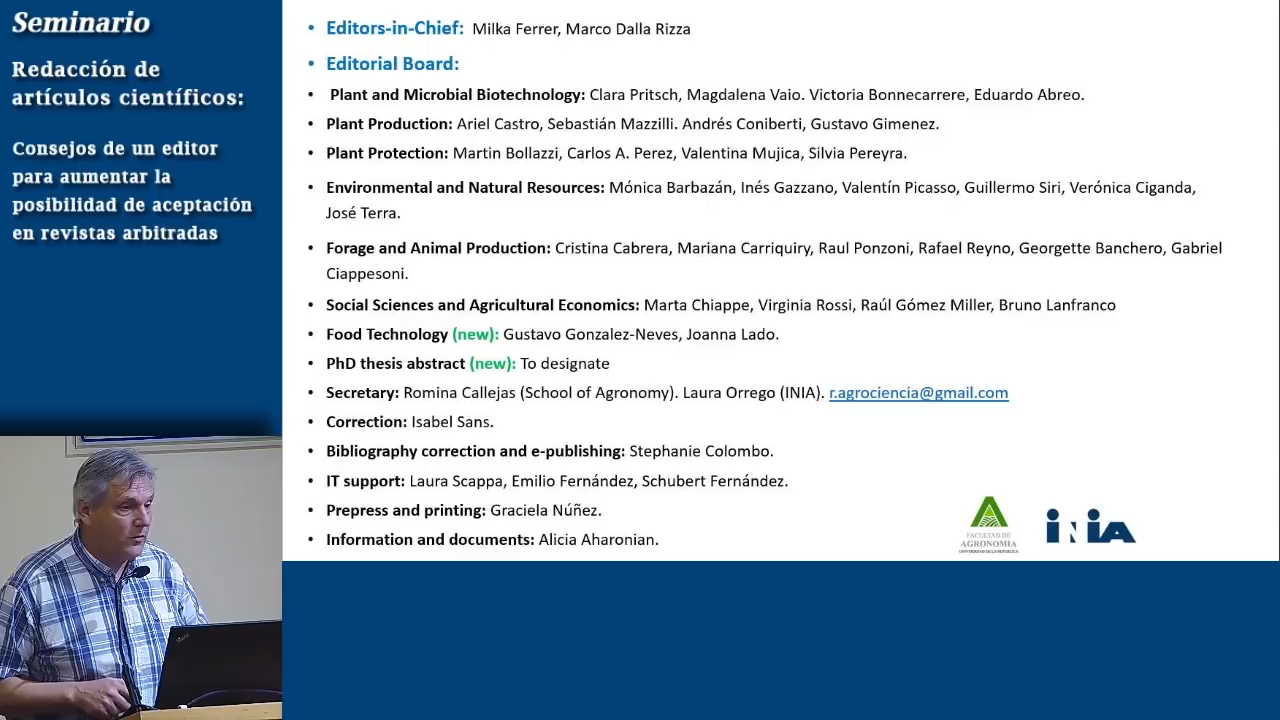 Seminario
Redacción de
artículos científicos:
Consejos de un editor
para aumentar la
posibilidad de aceptación
en revistas arbitradas
• Editors-in-Chief: Milka Ferrer, Marco Dalla Rizza
• Editorial Board:
• Plant and Microbial Biotechnology: Clara Pritsch, Magdalena Vaio. Victoria Bonnecarrere, Eduardo Abreo.
• Plant Production: Ariel Castro, Sebastián Mazzilli. Andrés Coniberti, Gustavo Gimenez.
• Plant Protection: Martin Bollazzi, Carlos A. Perez, Valentina Mujica, Silvia Pereyra.
• Environmental and Natural Resources: Mónica Barbazán, Inés Gazzano, Valentín Picasso, Guillermo Siri, Verónica Ciganda,
José Terra.
• Forage and Animal Production: Cristina Cabrera, Mariana Carriquiry, Raul Ponzoni, Rafael Reyno, Georgette Banchero, Gabriel
Ciappesoni.
• Social Sciences and Agricultural Economics: Marta Chiappe, Virginia Rossi, Raúl Gómez Miller, Bruno Lanfranco
• Food Technology (new): Gustavo Gonzalez-Neves, Joanna Lado.
• PhD thesis abstract (new): To designate
• Secretary: Romina Callejas (School of Agronomy). Laura Orrego (INIA). r.agrociencia@gmail.com
• Correction: Isabel Sans.
• Bibliography correction and e-publishing: Stephanie Colombo.
• IT support: Laura Scappa, Emilio Fernández, Schubert Fernández.
• Prepress and printing: Graciela Núñez.
• Information and documents: Alicia Aharonian.
FACULTAD DE
AGRONOMIA
UNIVERSIDAD DE LA REPÚBLICA
iNiA